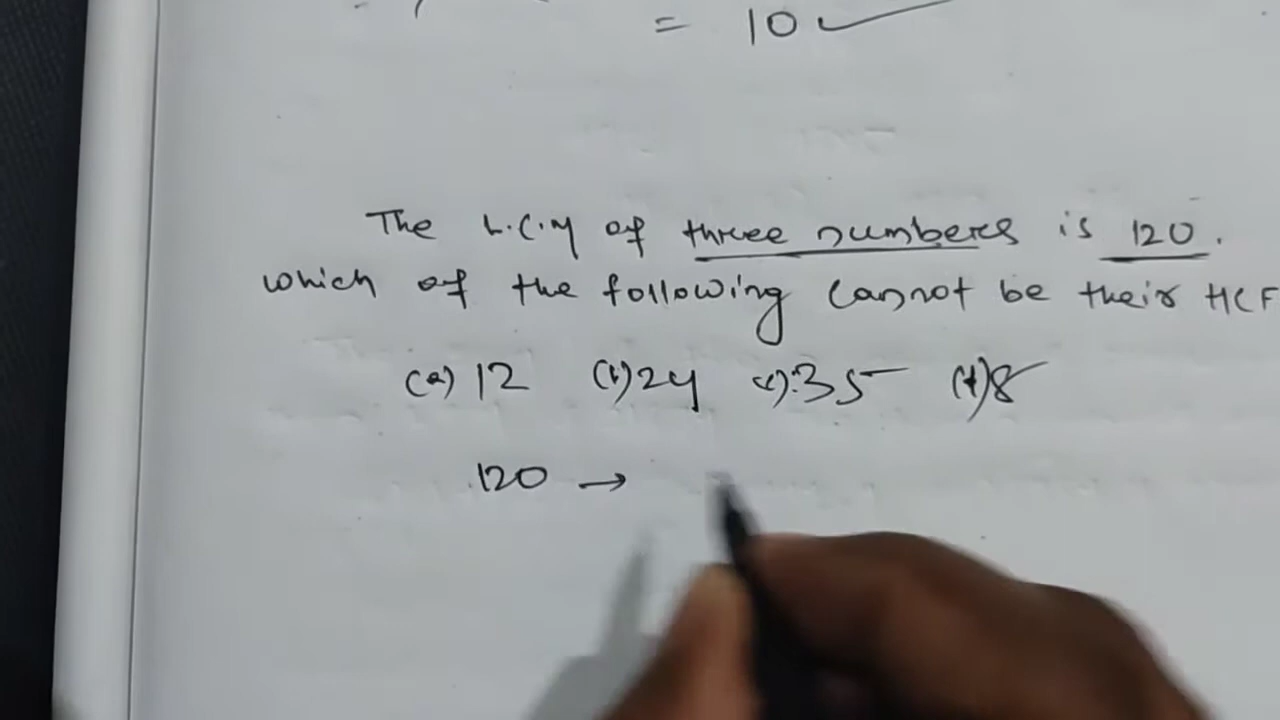 = 10
The L.C.M of three numbers is 120.
which of the following cannot be their HCF
(a) 12 (b) 24 (c) 35 (d) 8
120 →